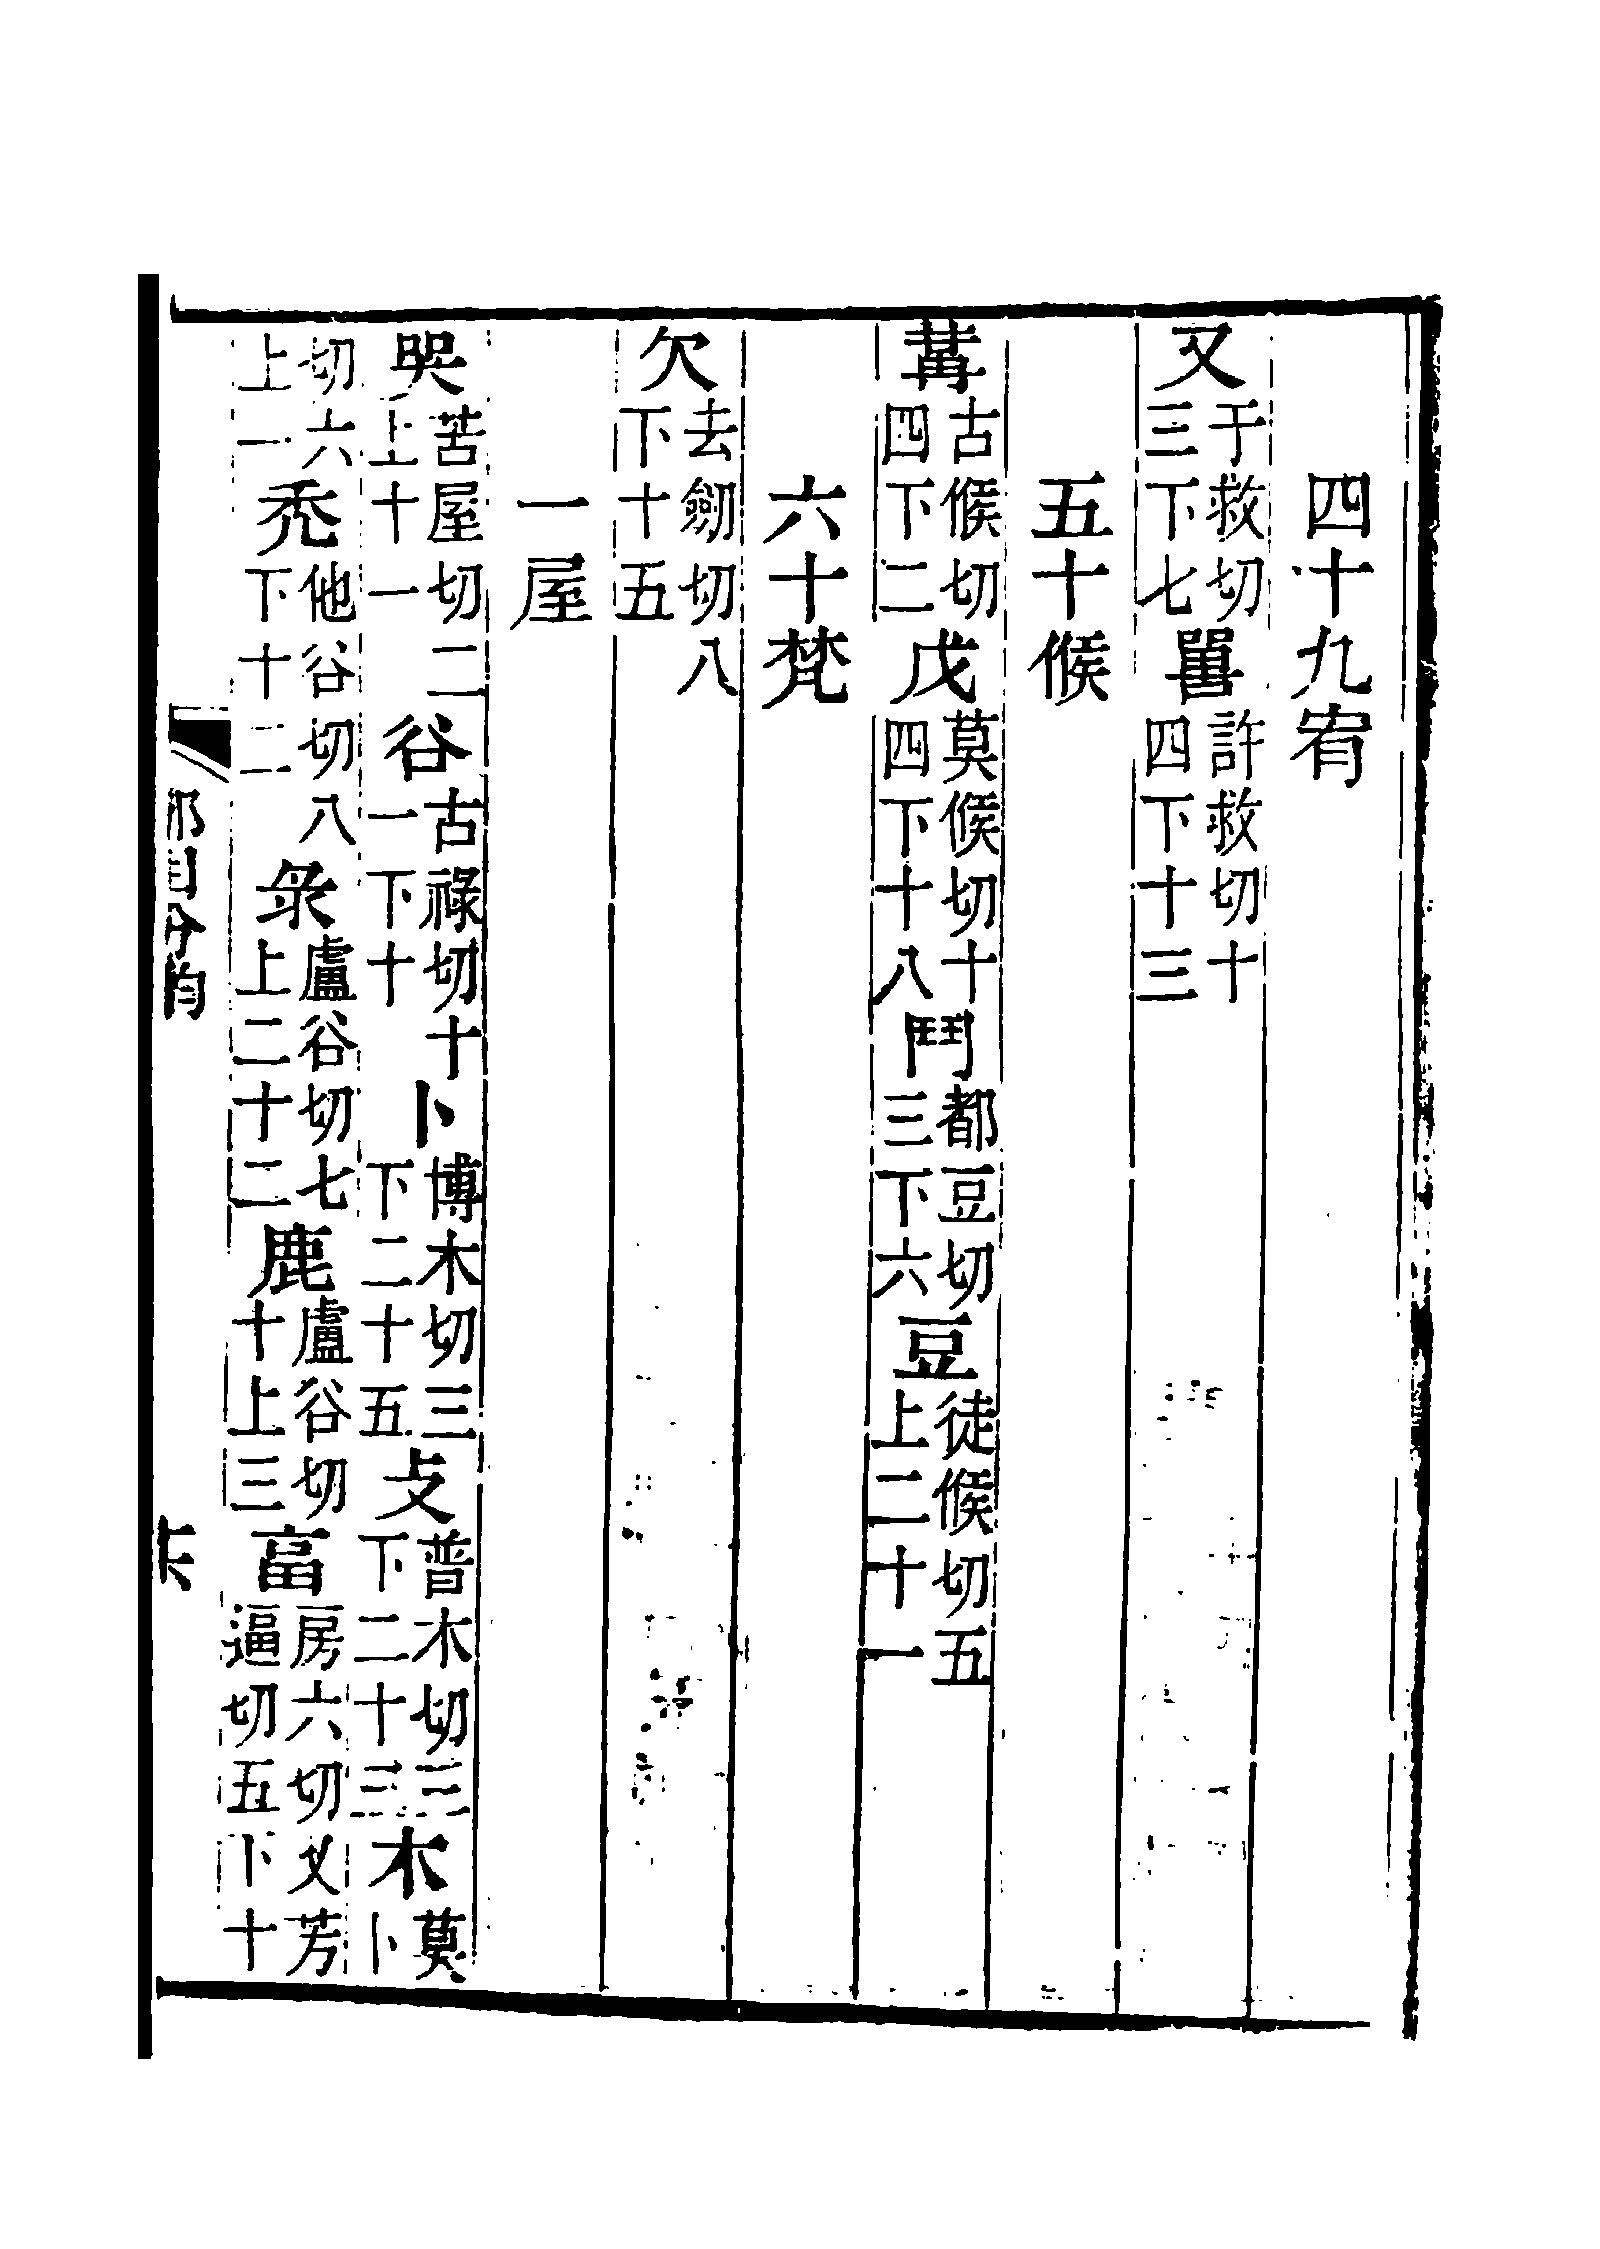 四十九宥
又于救切三下七嘼許救切十四下十三
五十候
冓古候切四下二戊莫候切十四下十八鬥都豆切三下六豆徒候切五上二十一
六十梵
欠去劒切八下十五
一屋
哭苦屋切二上十一谷古祿切十一下十卜博木切三下二十五攴普木切三下二十三木莫卜
切六上一禿他谷切八下十二彔盧谷切七上二十二鹿盧谷切十上三畗房六切又芳逼切五下十
部目分韵